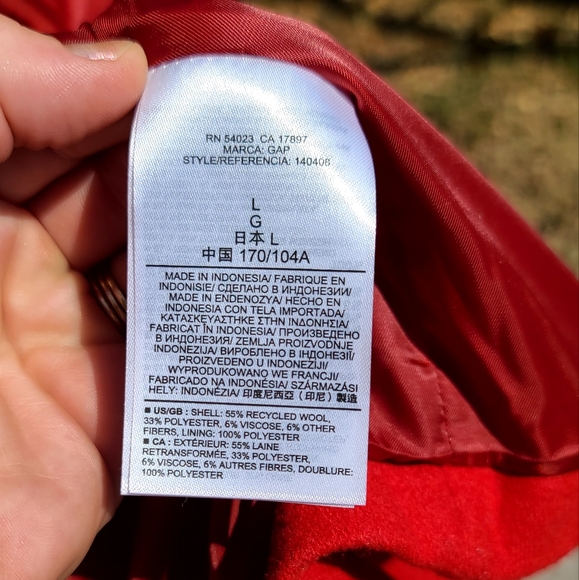 RN 54023 CA 17897
MARCA: GAP
STYLE/REFERENCIA: 140408
L
G
日本 L
中国 170/104A
MADE IN INDONESIA/ FABRIQUE EN
INDONISIE/ СДЕЛАНО В ИНДОНЕЗИИ/
MADE IN ENDENOZYA/ HECHO EN
INDONESIA CON TELA IMPORTADA/
ΚΑΤΑΣΚΕΥΑΣΤΗΚΕ ΣΤΗΝ ΙΝΔΟΝΗΣΙΑ/
FABRICAT ÎN INDONESIA/ ПРОИЗВЕДЕНО
В ИНДОНЕЗИЯ/ ZEMLJA PROIZVODNJE
INDONEZIJA/ ВИРОБЛЕНО В ІНДОНЕЗІЇ/
PROIZVEDENO U INDONEZIJI/
WYPRODUKOWANO WE FRANCJI/
FABRICADO NA INDONÉSIA/ SZÁRMAZÁSI
HELY: INDONÉZIA/ 印度尼西亞 (印尼) 製造
■ US/GB : SHELL: 55% RECYCLED WOOL,
33% POLYESTER, 6% VISCOSE, 6% OTHER
FIBERS, LINING: 100% POLYESTER
■ CA : EXTÉRIEUR: 55% LAINE
RETRANSFORMÉE, 33% POLYESTER,
6% VISCOSE, 6% AUTRES FIBRES, DOUBLURE:
100% POLYESTER